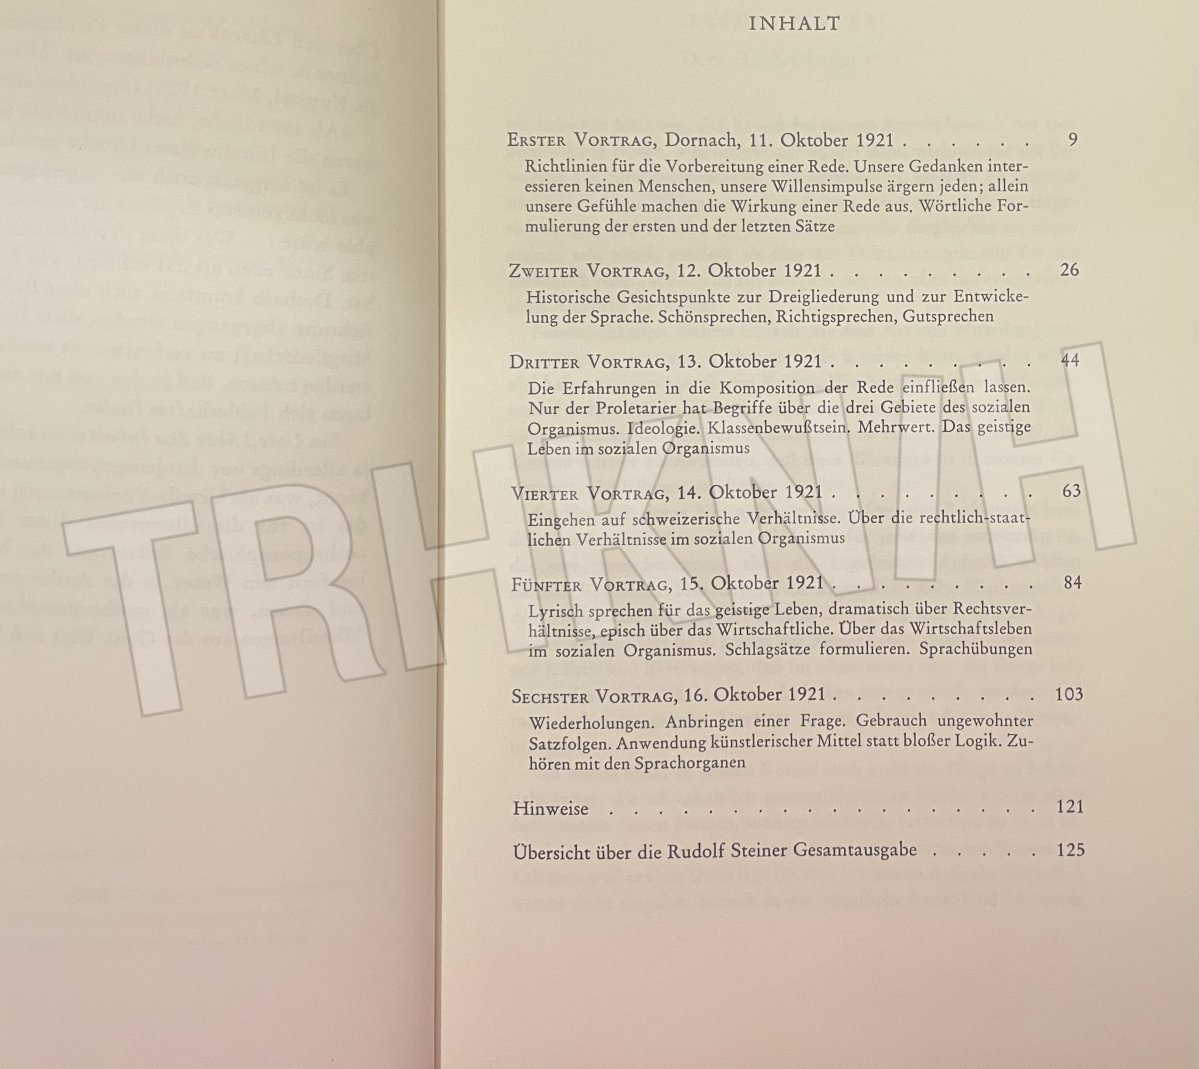 INHALT
ERSTER VORTRAG, Dornach, 11. Oktober 1921 . . . . . . 9
Richtlinien für die Vorbereitung einer Rede. Unsere Gedanken inter-
essieren keinen Menschen, unsere Willensimpulse ärgern jeden; allein
unsere Gefühle machen die Wirkung einer Rede aus. Wörtliche For-
mulierung der ersten und der letzten Sätze
ZWEITER VORTRAG, 12. Oktober 1921 . . . . . . . . . 26
Historische Gesichtspunkte zur Dreigliederung und zur Entwicke-
lung der Sprache. Schönsprechen, Richtigsprechen, Gutsprechen
DRITTER VORTRAG, 13. Oktober 1921 . . . . . . . . . 44
Die Erfahrungen in die Komposition der Rede einfließen lassen.
Nur der Proletarier hat Begriffe über die drei Gebiete des sozialen
Organismus. Ideologie. Klassenbewußtsein. Mehrwert. Das geistige
Leben im sozialen Organismus
VIERTER VORTRAG, 14. Oktober 1921 . . . . . . . . . 63
Eingehen auf schweizerische Verhältnisse. Über die rechtlich-staat-
lichen Verhältnisse im sozialen Organismus
FÜNFTER VORTRAG, 15. Oktober 1921 . . . . . . . . . 84
Lyrisch sprechen für das geistige Leben, dramatisch über Rechtsver-
hältnisse, episch über das Wirtschaftliche. Über das Wirtschaftsleben
im sozialen Organismus. Schlagsätze formulieren. Sprachübungen
SECHSTER VORTRAG, 16. Oktober 1921 . . . . . . . . . 103
Wiederholungen. Anbringen einer Frage. Gebrauch ungewohnter
Satzfolgen. Anwendung künstlerischer Mittel statt bloßer Logik. Zu-
hören mit den Sprachorganen
Hinweise . . . . . . . . . . . . . . . . . . 121
Übersicht über die Rudolf Steiner Gesamtausgabe . . . . . 125
TRHKN/H